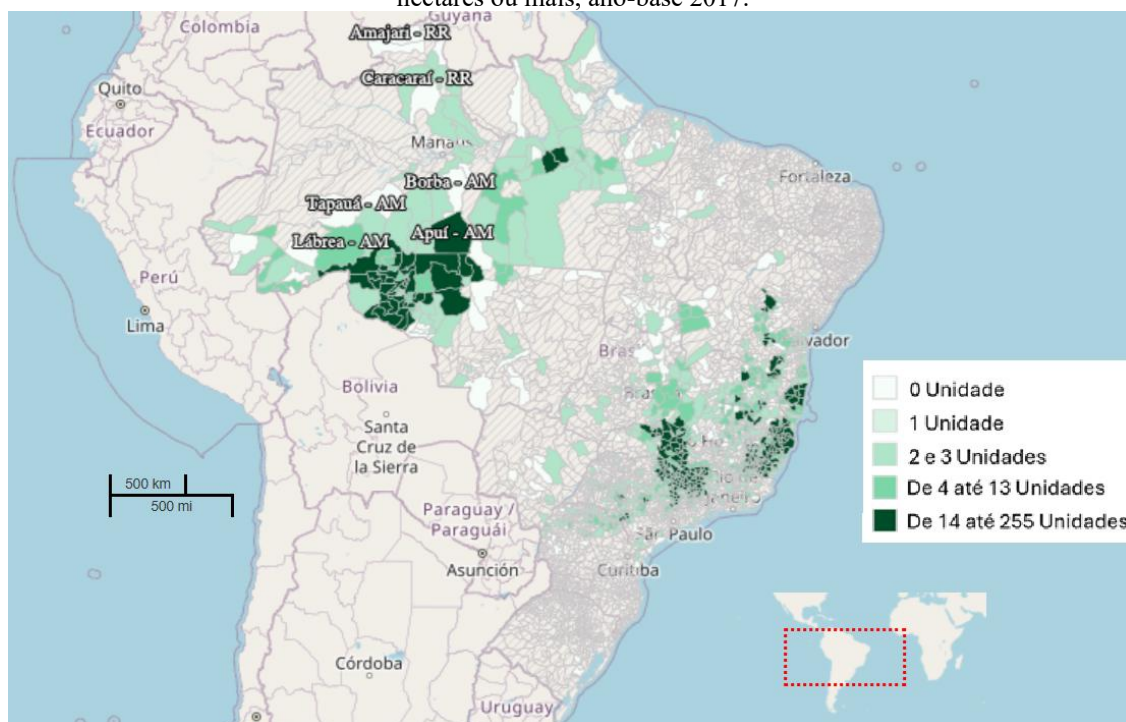 hectares ou mais, ano-base 2017.
Colombia
Guyana
Amajari - RR
Caracaraí - RR
Quito
Ecuador
Manaus
Borba - AM
Fortaleza
Tapauá - AM
Apuí - AM
Lábrea - AM
Perú
Lima
Bolivia
Santa
Cruz de
la Sierra
0 Unidade
1 Unidade
2 e 3 Unidades
De 4 até 13 Unidades
De 14 até 255 Unidades
500 km
500 mi
Paraguay /
Paraguái
São Paulo
Asunción
Curitiba
Córdoba
Uruguay